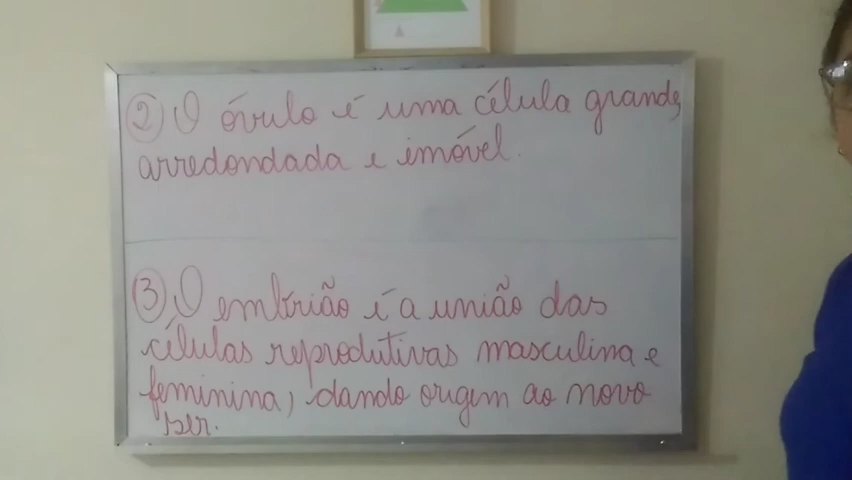 ② O óvulo é uma célula grande,
arredondada e imóvel.
③ O embrião é a união das
células reprodutivas masculina e
feminina, dando origem ao novo
ser.